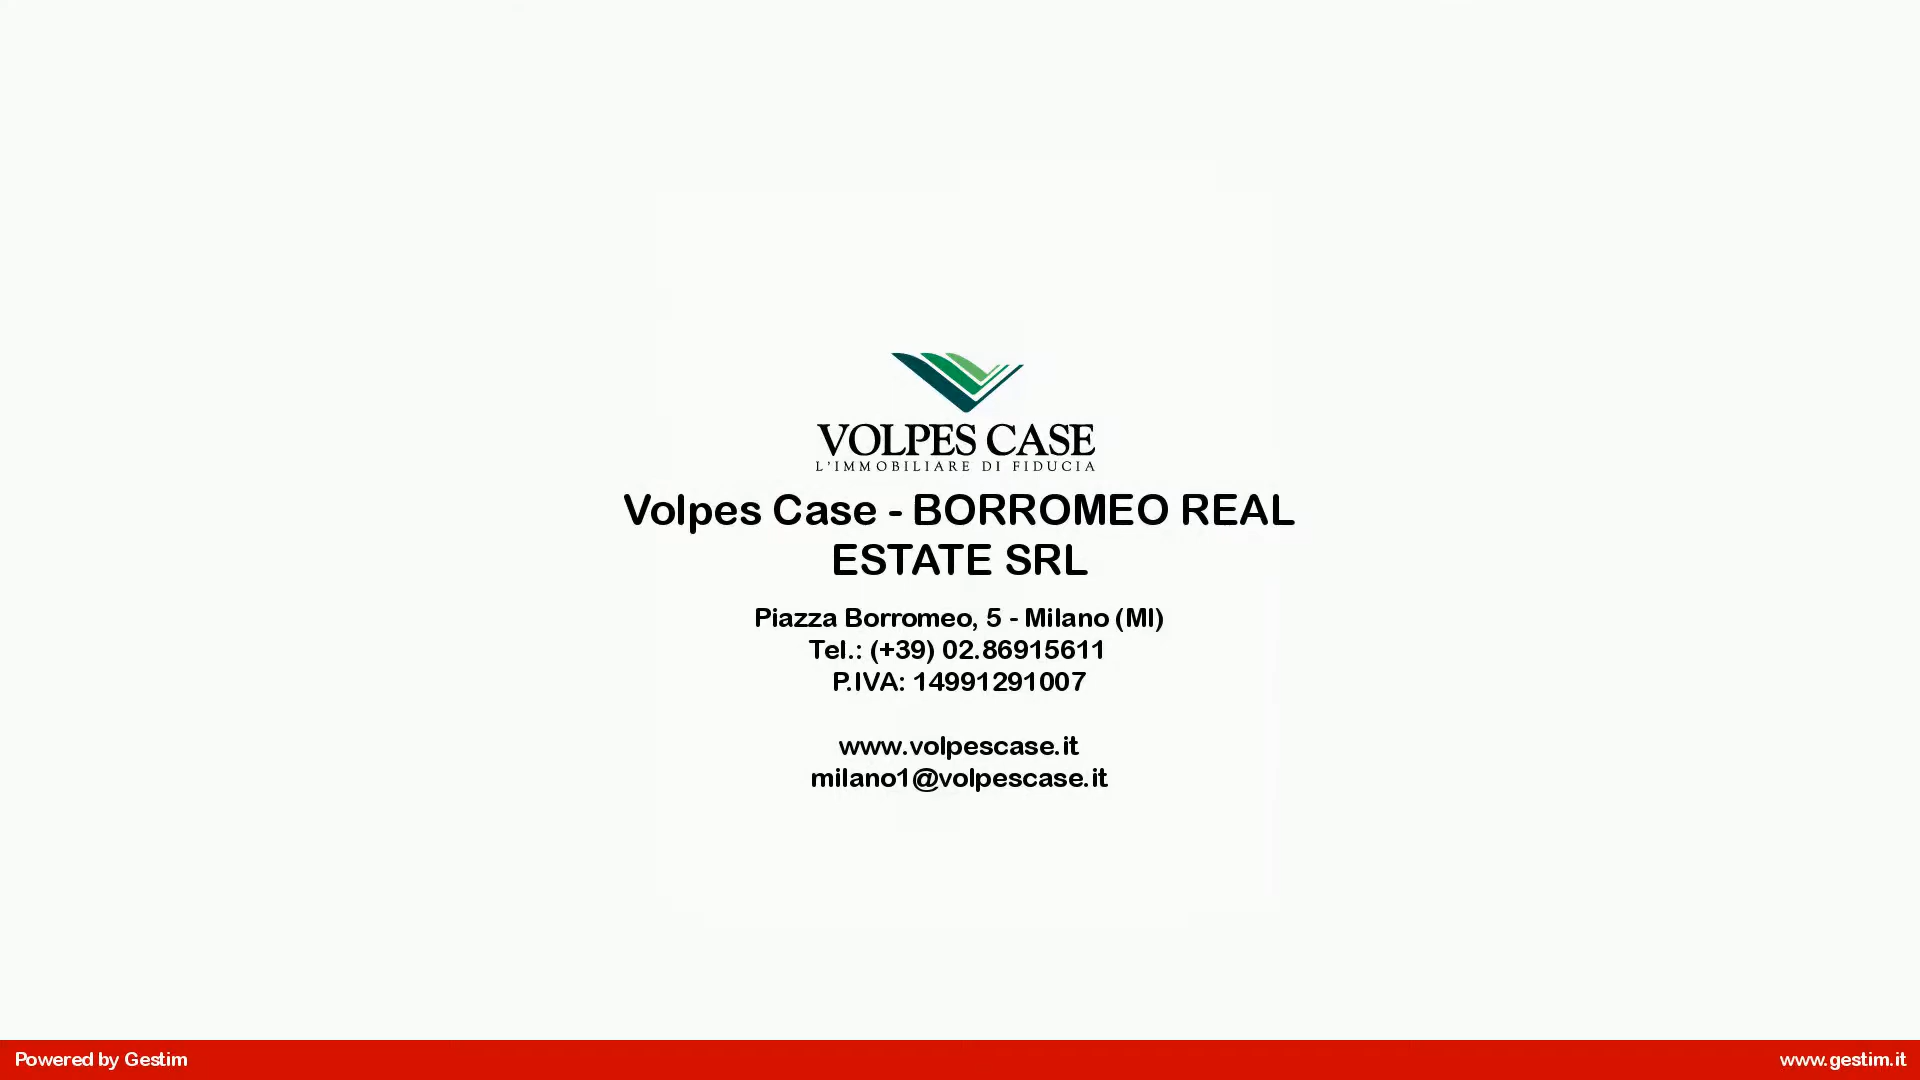 VOLPES CASE
L'IMMOBILIARE DI FIDUCIA
Volpes Case - BORROMEO REAL
ESTATE SRL
Piazza Borromeo, 5 - Milano (MI)
Tel.: (+39) 02.86915611
P.IVA: 14991291007
www.volpescase.it
milano1@volpescase.it
Powered by Gestim
www.gestim.it